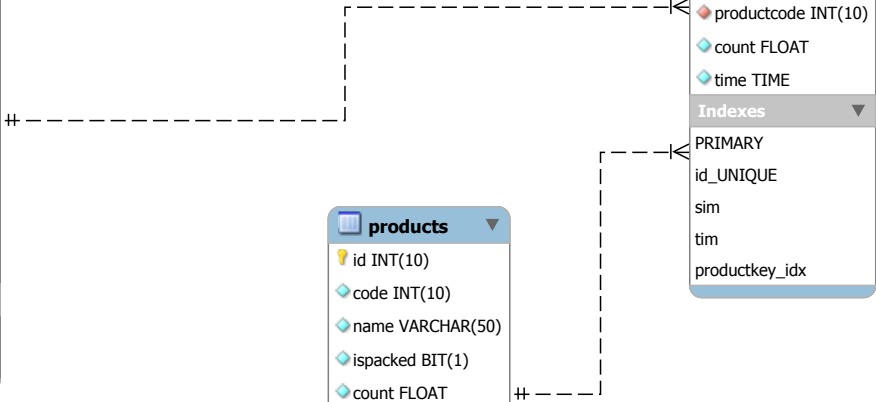 productcode INT(10)
count FLOAT
time TIME
Indexes
PRIMARY
id_UNIQUE
sim
tim
productkey_idx
products
id INT(10)
code INT(10)
name VARCHAR(50)
ispacked BIT(1)
count FLOAT